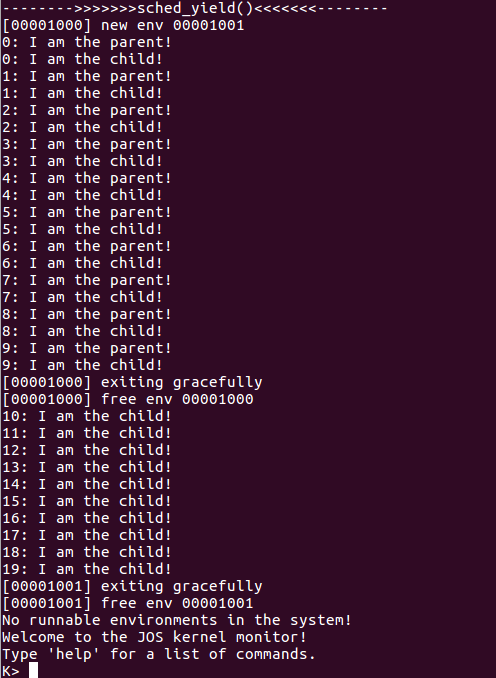 -------->>>>>>>sched_yield()<<<<<<<--------
[00001000] new env 00001001
0: I am the parent!
0: I am the child!
1: I am the parent!
1: I am the child!
2: I am the parent!
2: I am the child!
3: I am the parent!
3: I am the child!
4: I am the parent!
4: I am the child!
5: I am the parent!
5: I am the child!
6: I am the parent!
6: I am the child!
7: I am the parent!
7: I am the child!
8: I am the parent!
8: I am the child!
9: I am the parent!
9: I am the child!
[00001000] exiting gracefully
[00001000] free env 00001000
10: I am the child!
11: I am the child!
12: I am the child!
13: I am the child!
14: I am the child!
15: I am the child!
16: I am the child!
17: I am the child!
18: I am the child!
19: I am the child!
[00001001] exiting gracefully
[00001001] free env 00001001
No runnable environments in the system!
Welcome to the JOS kernel monitor!
Type 'help' for a list of commands.
K>